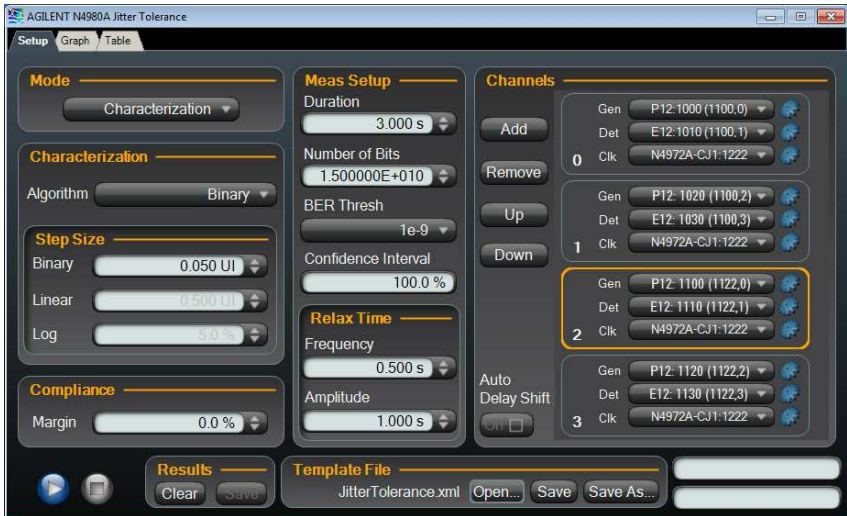 AGILENT N4980A Jitter Tolerance
Setup Graph Table
Mode
Characterization
Characterization
Algorithm Binary
Step Size
Binary 0.050 UI
Linear 0.500 UI
Log 5.0 %
Compliance
Margin 0.0 %
Meas Setup
Duration
3.000 s
Number of Bits
1.500000E+010
BER Thresh
1e-9
Confidence Interval
100.0 %
Relax Time
Frequency
0.500 s
Amplitude
1.000 s
Channels
Add
Remove
Up
Down
Auto
Delay Shift
On
0
Gen P12:1000 (1100,0)
Det E12:1010 (1100,1)
Clk N4972A-CJ1:1222
1
Gen P12: 1020 (1100,2)
Det E12: 1030 (1100,3)
Clk N4972A-CJ1:1222
2
Gen P12: 1100 (1122,0)
Det E12: 1110 (1122,1)
Clk N4972A-CJ1:1222
3
Gen P12: 1120 (1122,2)
Det E12: 1130 (1122,3)
Clk N4972A-CJ1:1222
Results
Clear Save
Template File
JitterTolerance.xml Open... Save Save As...